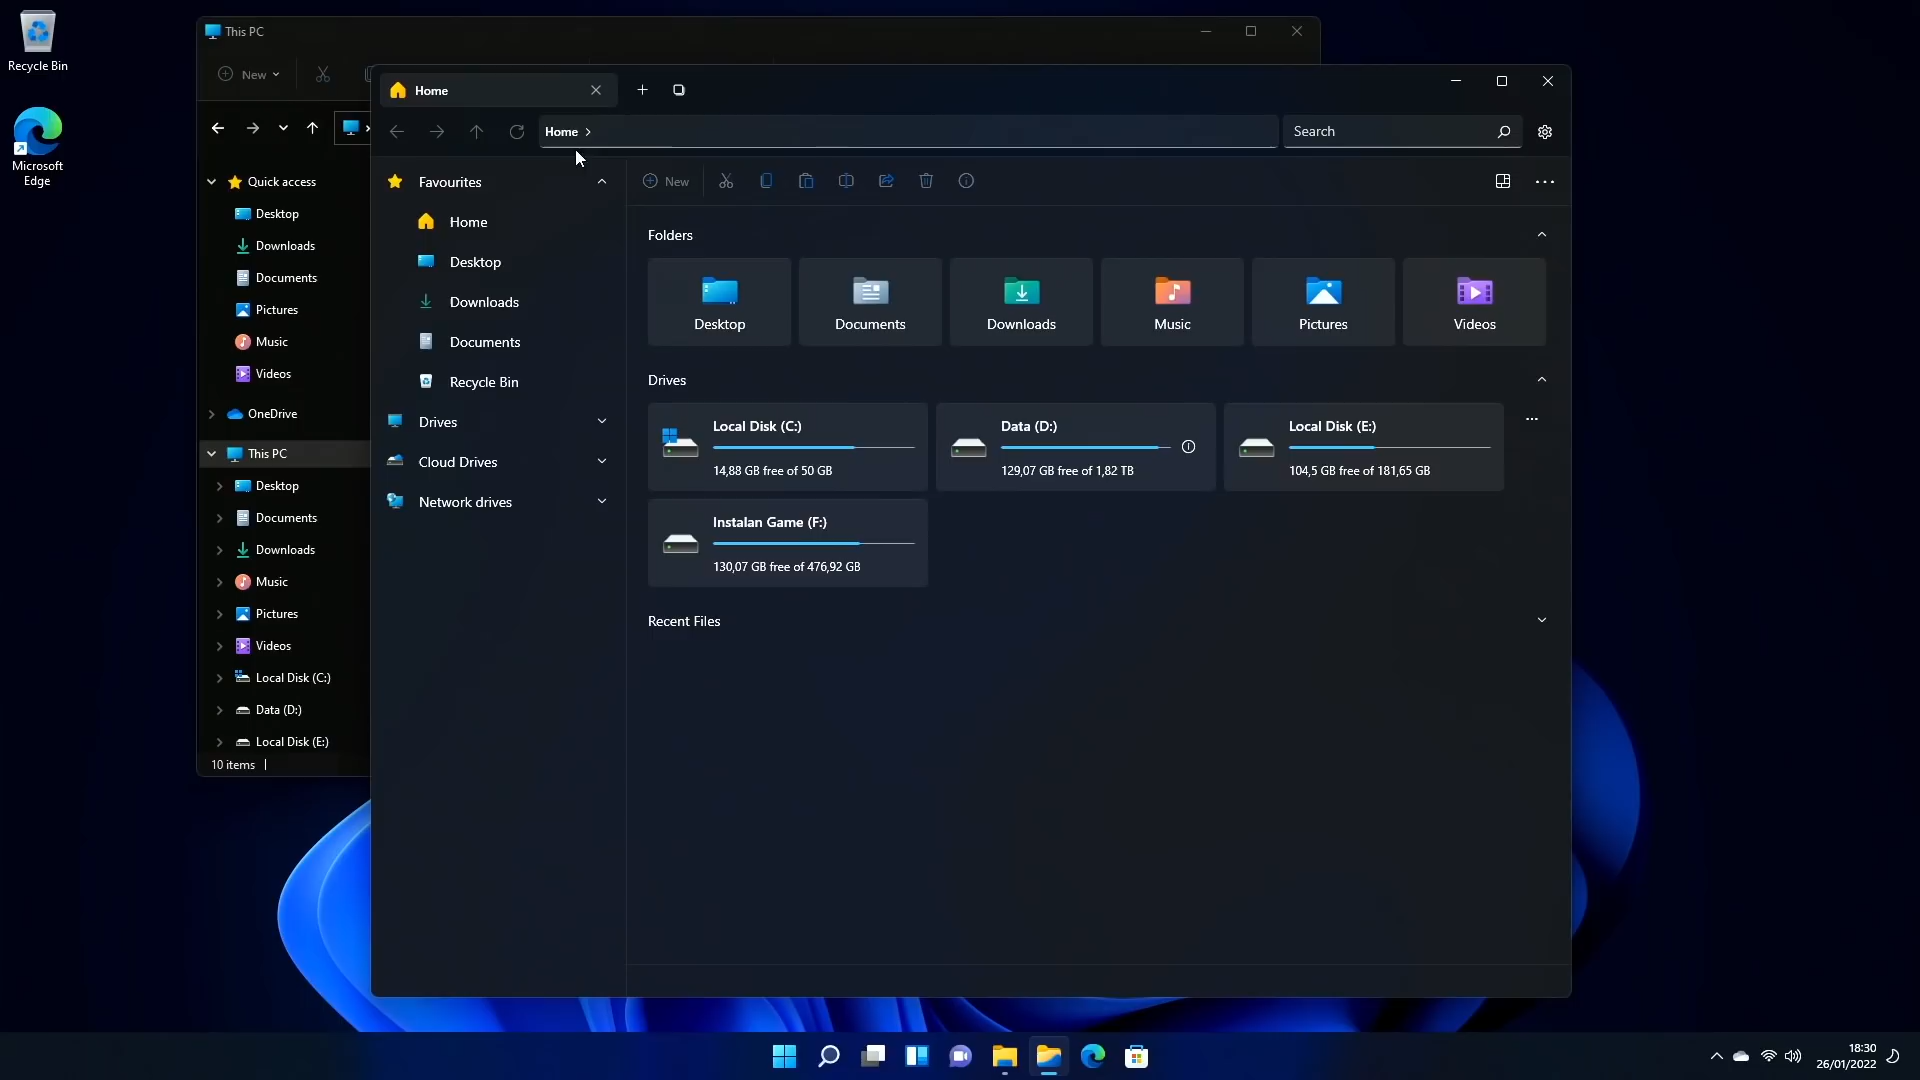 Recycle Bin
Microsoft
Edge
This PC
New
Quick access
Desktop
Downloads
Documents
Pictures
Music
Videos
OneDrive
This PC
Desktop
Documents
Downloads
Music
Pictures
Videos
Local Disk (C:)
Data (D:)
Local Disk (E:)
10 items
Home
Home
Search
Favourites
Home
Desktop
Downloads
Documents
Recycle Bin
Drives
Cloud Drives
Network drives
New
Folders
Desktop
Documents
Downloads
Music
Pictures
Videos
Drives
Local Disk (C:)
14,88 GB free of 50 GB
Data (D:)
129,07 GB free of 1,82 TB
Local Disk (E:)
104,5 GB free of 181,65 GB
Instalan Game (F:)
130,07 GB free of 476,92 GB
Recent Files
18:30
26/01/2022